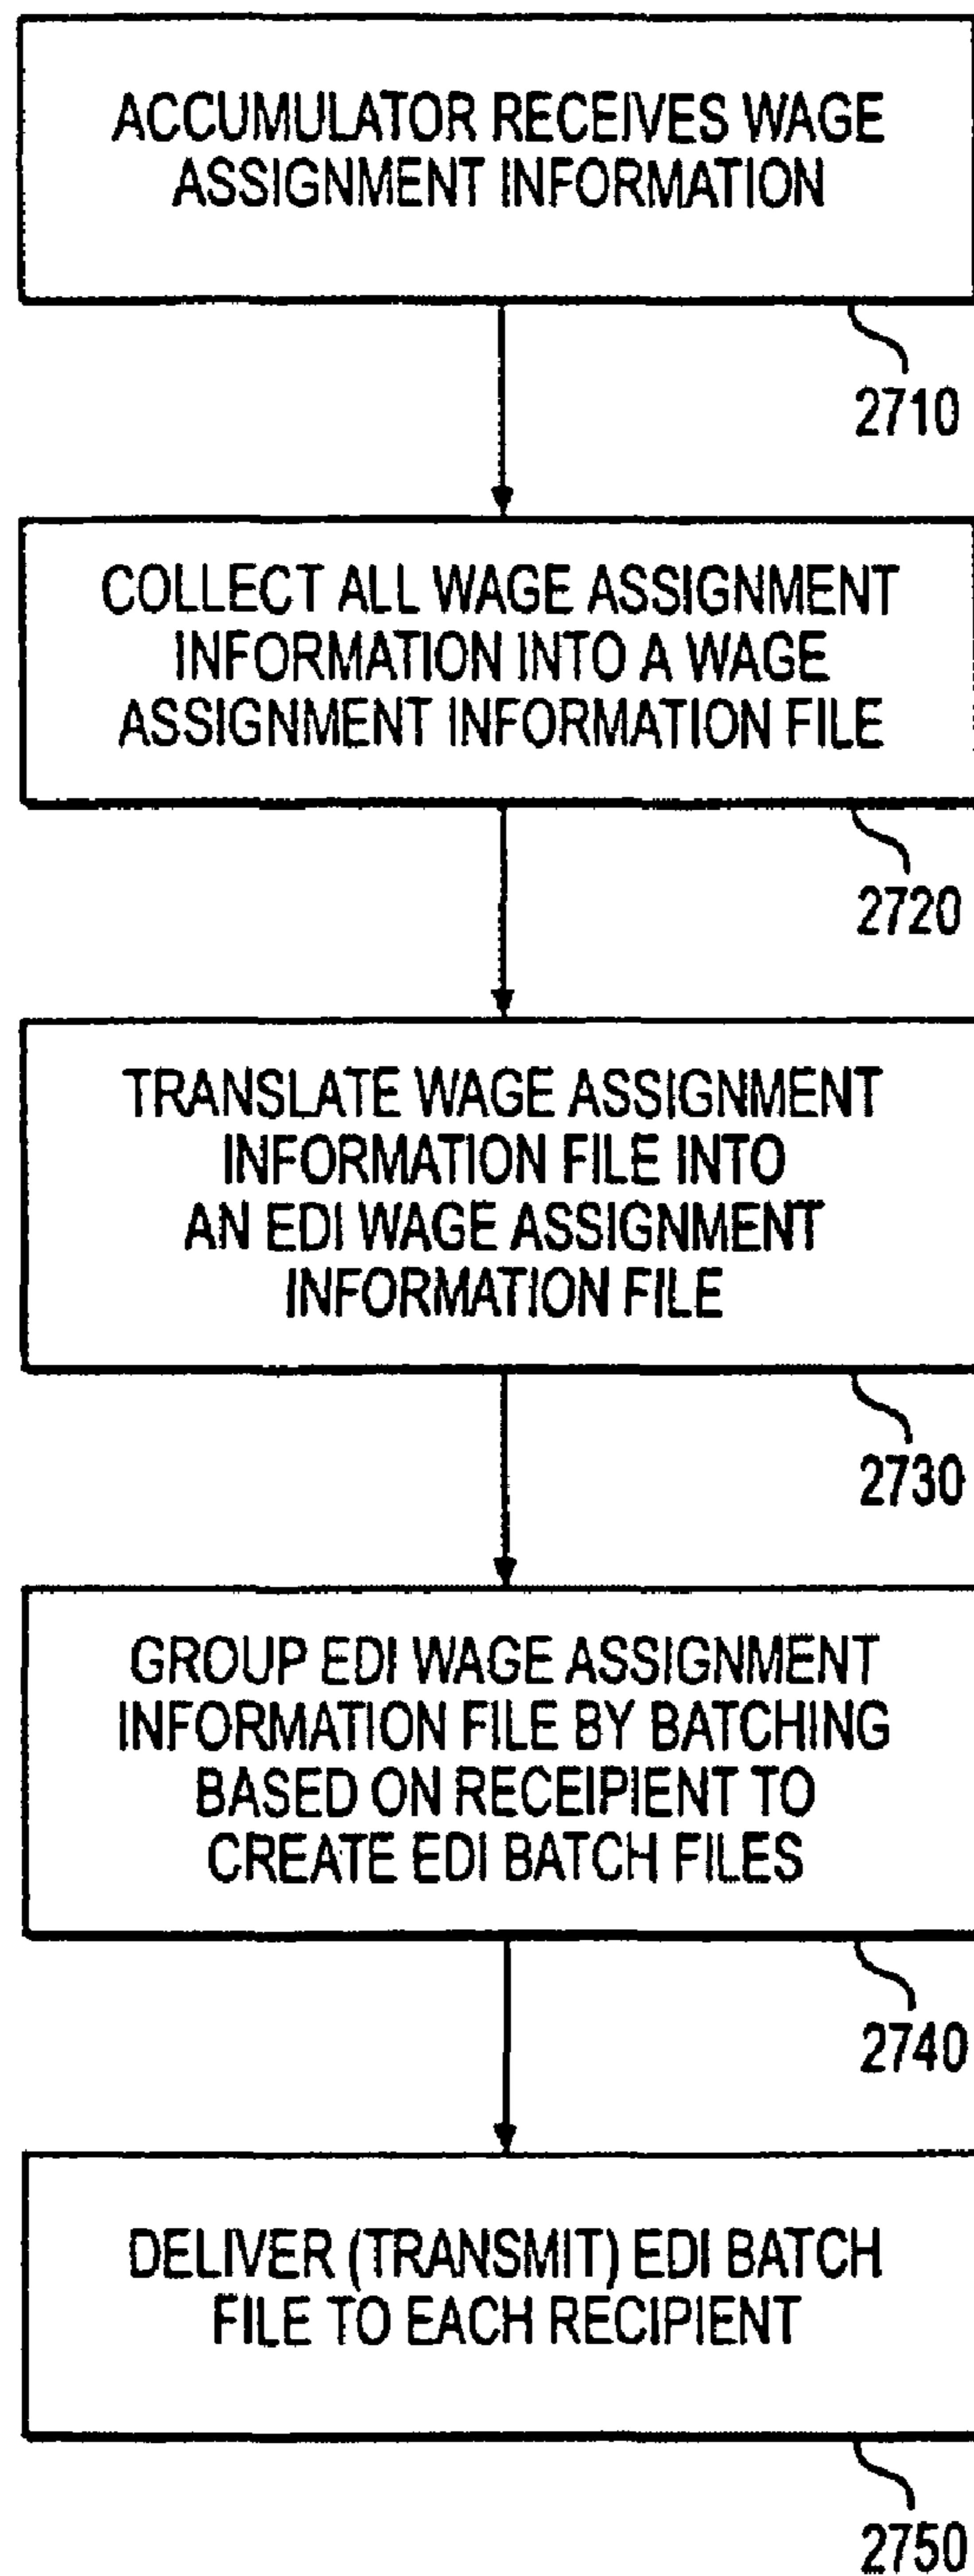 ACCUMULATOR RECEIVES WAGE
ASSIGNMENT INFORMATION
2710
COLLECT ALL WAGE ASSIGNMENT
INFORMATION INTO A WAGE
ASSIGNMENT INFORMATION FILE
2720
TRANSLATE WAGE ASSIGNMENT
INFORMATION FILE INTO
AN EDI WAGE ASSIGNMENT
INFORMATION FILE
2730
GROUP EDI WAGE ASSIGNMENT
INFORMATION FILE BY BATCHING
BASED ON RECEIPIENT TO
CREATE EDI BATCH FILES
2740
DELIVER (TRANSMIT) EDI BATCH
FILE TO EACH RECIPIENT
2750